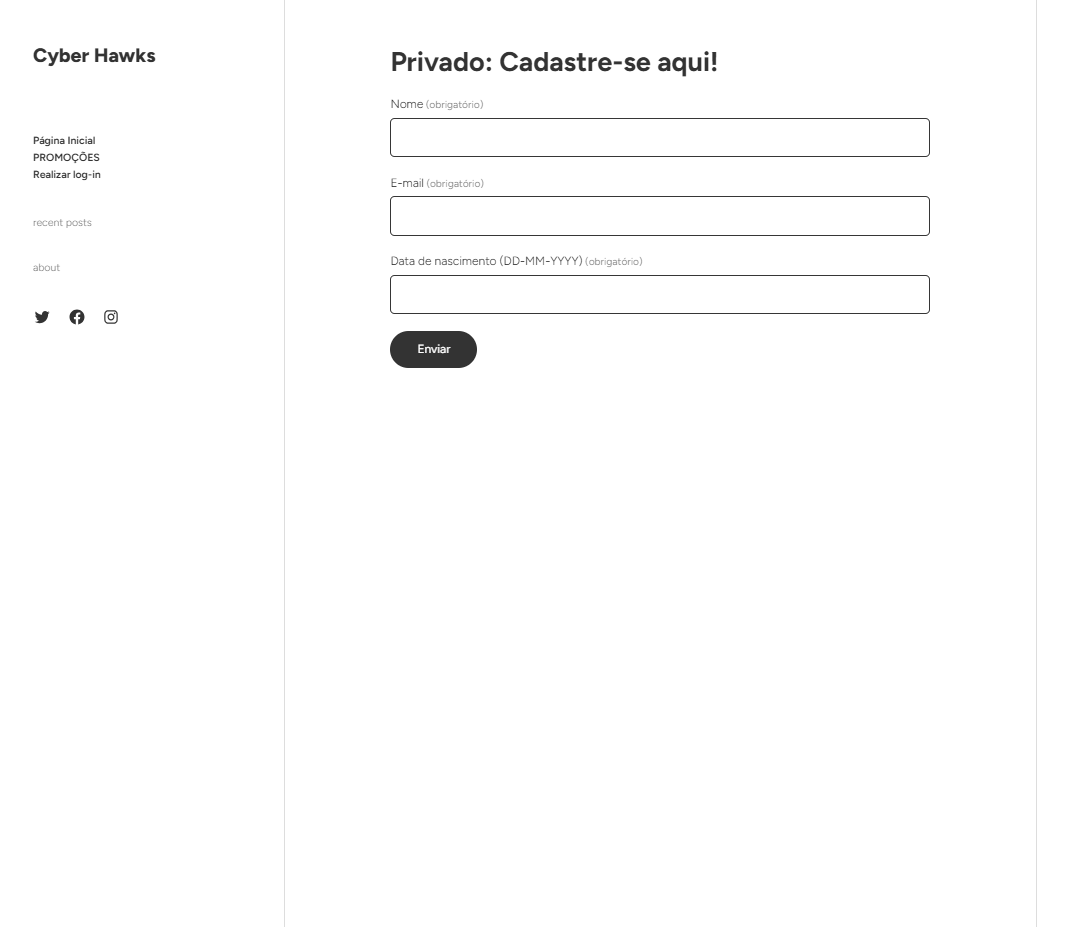 Cyber Hawks
Página Inicial
PROMOÇÕES
Realizar log-in
recent posts
about
Privado: Cadastre-se aqui!
Nome (obrigatório)
E-mail (obrigatório)
Data de nascimento (DD-MM-YYYY) (obrigatório)
Enviar